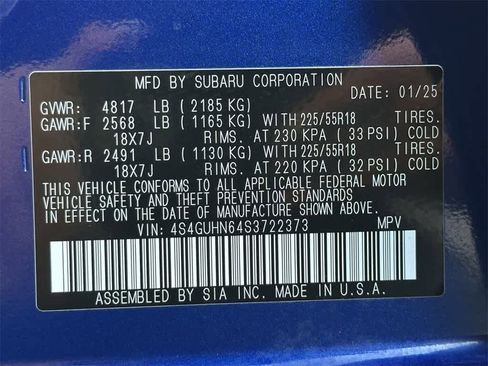 MFD BY SUBARU CORPORATION
DATE: 01/25
GVWR: 4817 LB ( 2185 KG)
GAWR:F 2568 LB ( 1165 KG) WITH 225/55R18 TIRES.
18X7J RIMS. AT 230 KPA ( 33 PSI) COLD
GAWR:R 2491 LB ( 1130 KG) WITH 225/55R18 TIRES.
18X7J RIMS. AT 220 KPA ( 32 PSI) COLD
THIS VEHICLE CONFORMS TO ALL APPLICABLE FEDERAL MOTOR
VEHICLE SAFETY AND THEFT PREVENTION STANDARDS
IN EFFECT ON THE DATE OF MANUFACTURE SHOWN ABOVE.
VIN: 4S4GUHN64S3722373 MPV
ASSEMBLED BY SIA INC. MADE IN U.S.A.